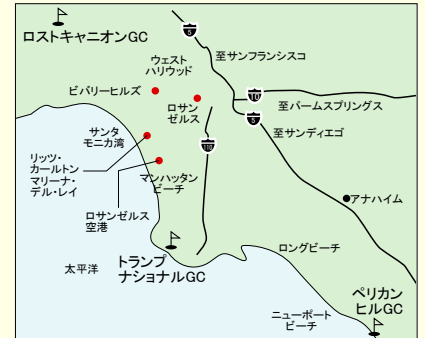 ロストキャニオンGC
5
至サンフランシスコ
ウェスト
ハリウッド
ビバリーヒルズ
ロサン
ゼルス
10
至パームスプリングス
5
至サンディエゴ
サンタ
モニカ湾
110
リッツ・
カールトン
マリーナ・
デル・レイ
マンハッタン
ビーチ
アナハイム
ロサンゼルス
空港
ロングビーチ
トランプ
ナショナルGC
太平洋
ペリカン
ヒルGC
ニューポート
ビーチ